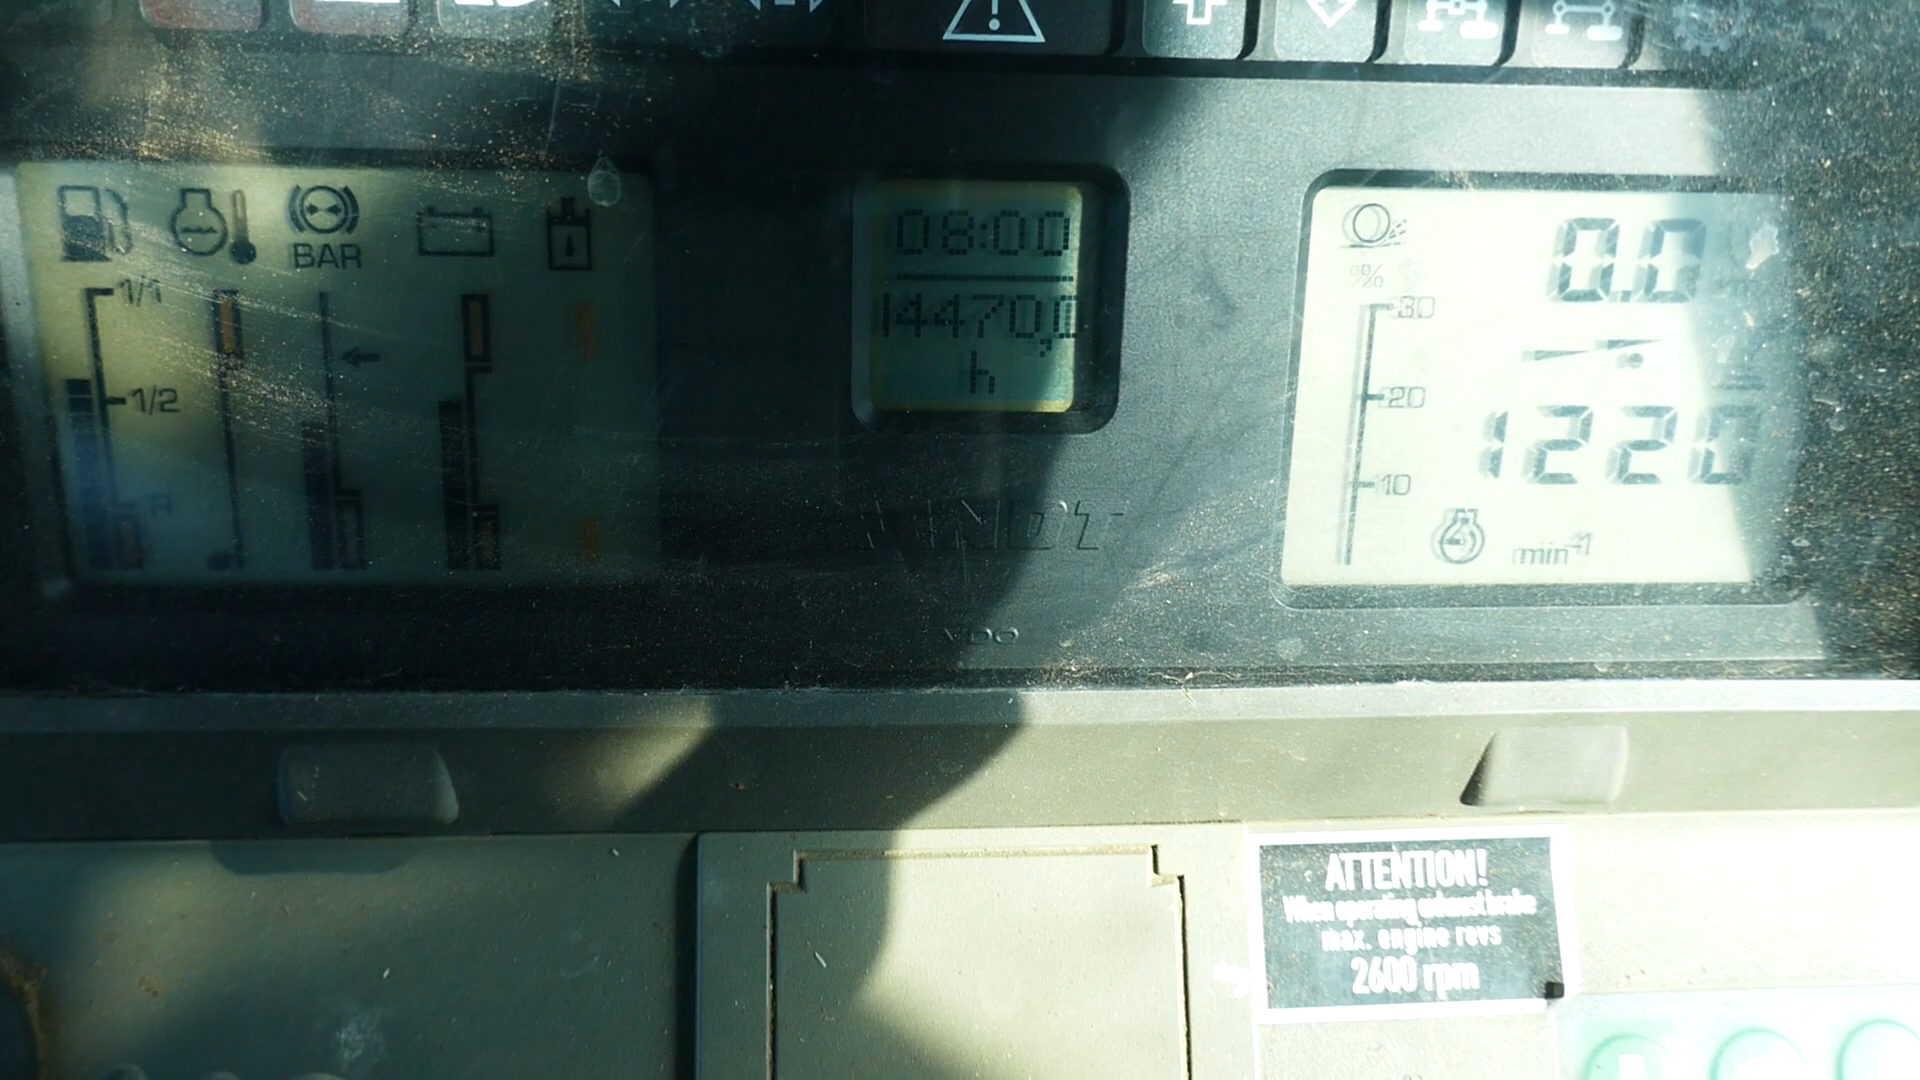 BAR
1/1
1/2
R
08:00
h
%
30
20
10
0.0
1220
min-1
FENDT
VDO
ATTENTION!
When operating exhaust brake
max. engine revs
2600 rpm